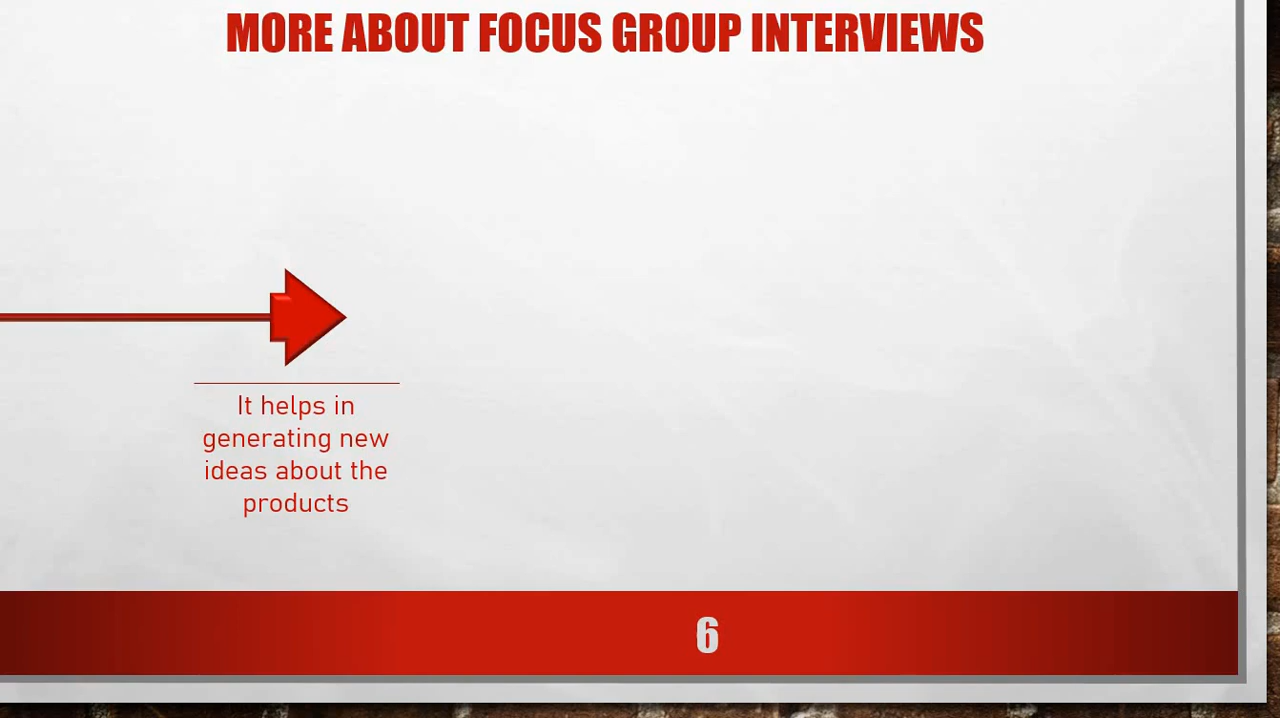 MORE ABOUT FOCUS GROUP INTERVIEWS
It helps in
generating new
ideas about the
products
6